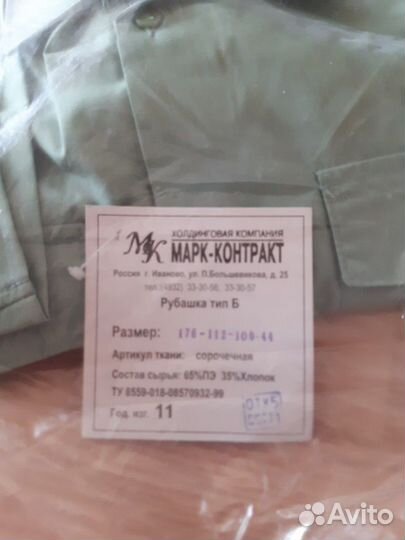 МК ХОЛДИНГОВАЯ КОМПАНИЯ
МАРК-КОНТРАКТ
Россия г. Иваново, ул. П.Большевикова, д. 25
тел.: (4932) 33-30-56, 33-30-57
Рубашка тип Б
Размер: 176-112-100-44
Артикул ткани: сорочечная
Состав сырья: 65%ПЭ 35%Хлопок
ТУ 8559-018-08570932-99
Год. изг. 11
Avito